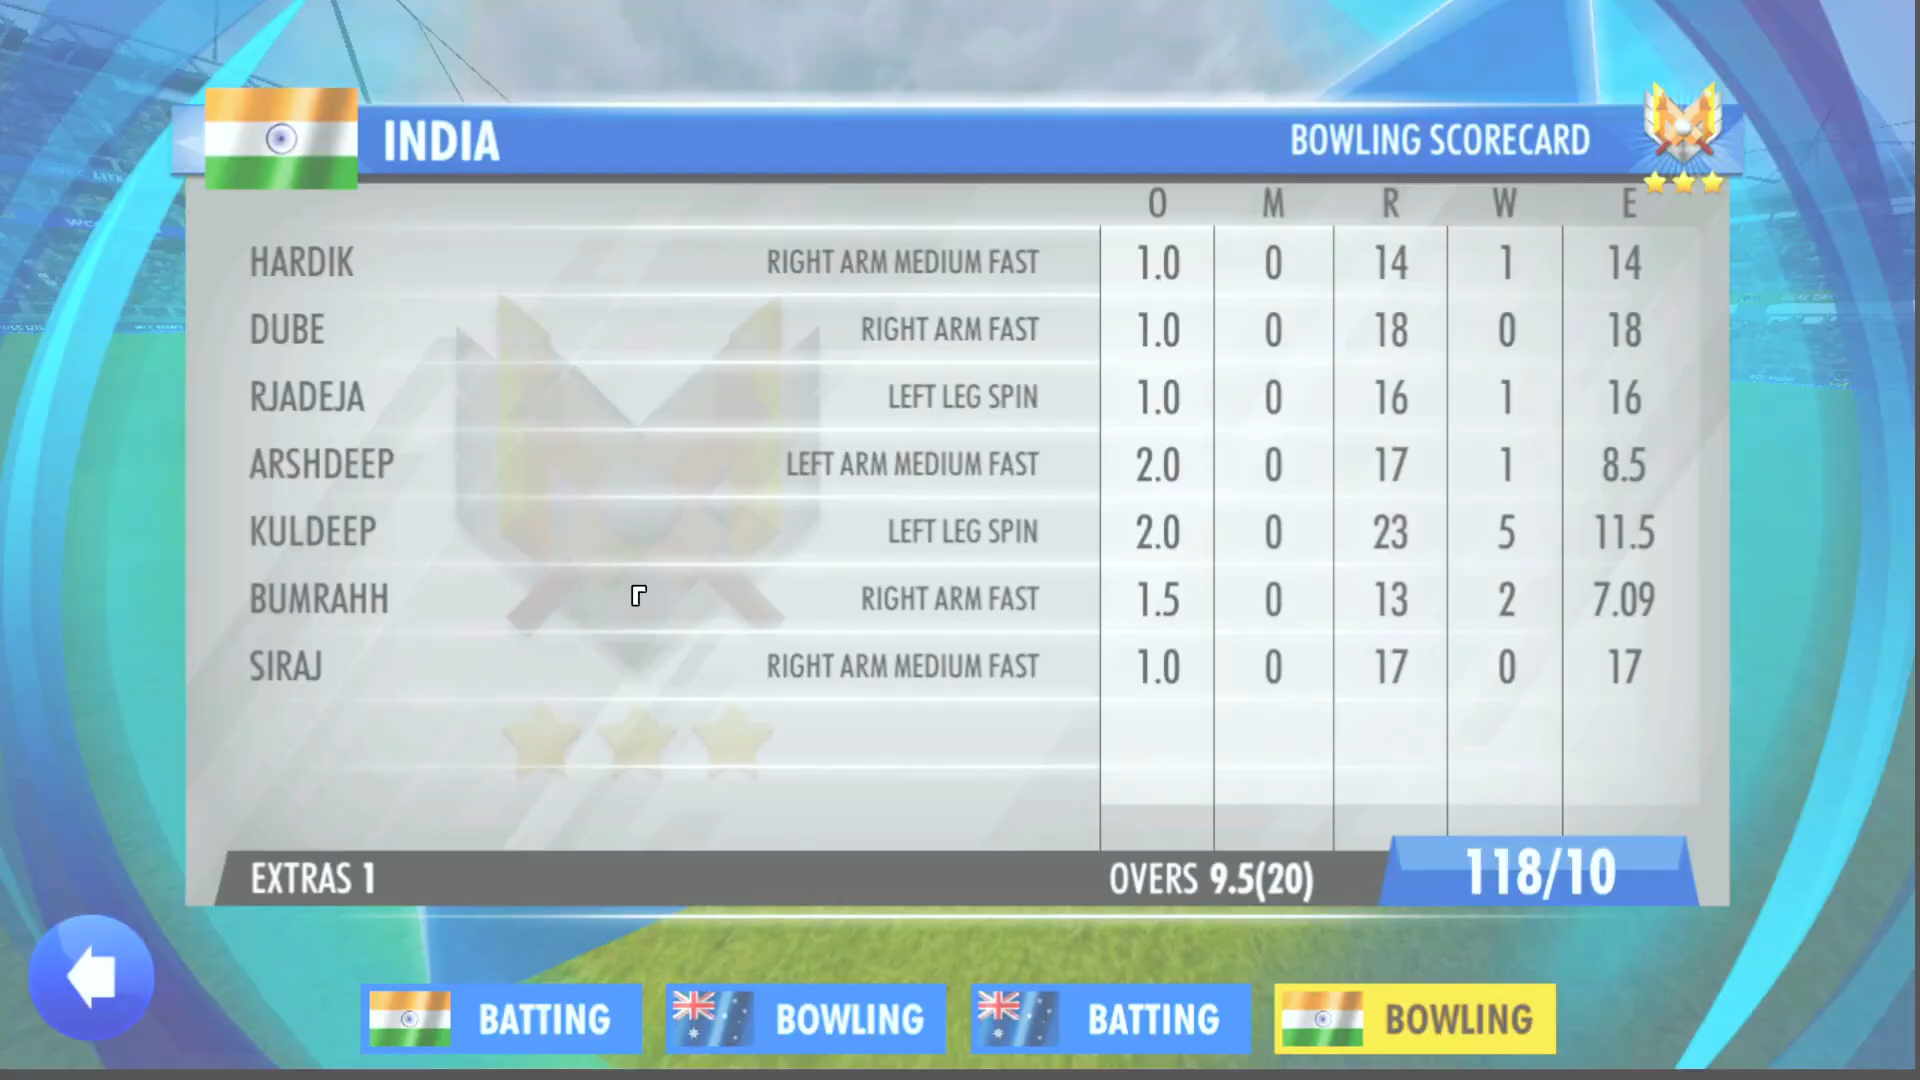 INDIA BOWLING SCORECARD
O M R W E
HARDIK RIGHT ARM MEDIUM FAST 1.0 0 14 1 14
DUBE RIGHT ARM FAST 1.0 0 18 0 18
RJADEJA LEFT LEG SPIN 1.0 0 16 1 16
ARSHDEEP LEFT ARM MEDIUM FAST 2.0 0 17 1 8.5
KULDEEP LEFT LEG SPIN 2.0 0 23 5 11.5
BUMRAHH RIGHT ARM FAST 1.5 0 13 2 7.09
SIRAJ RIGHT ARM MEDIUM FAST 1.0 0 17 0 17
EXTRAS 1 OVERS 9.5(20) 118/10
BATTING BOWLING BATTING BOWLING